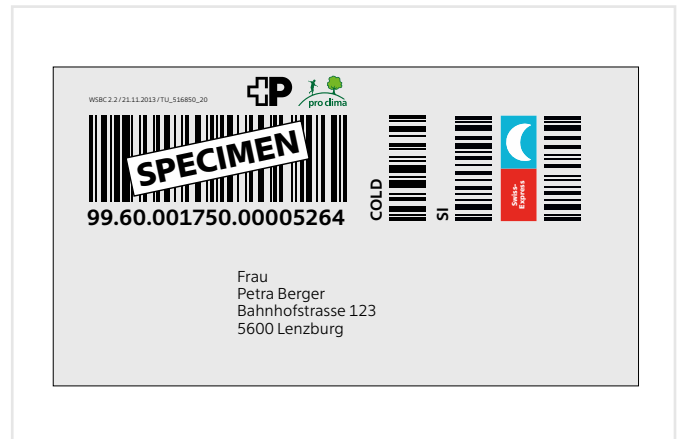 WSBC 2.2 / 21.11.2013 / TU_516850_20
P
pro clima
SPECIMEN
99.60.001750.00005264
COLD
SI
Swiss-
Express
Frau
Petra Berger
Bahnhofstrasse 123
5600 Lenzburg